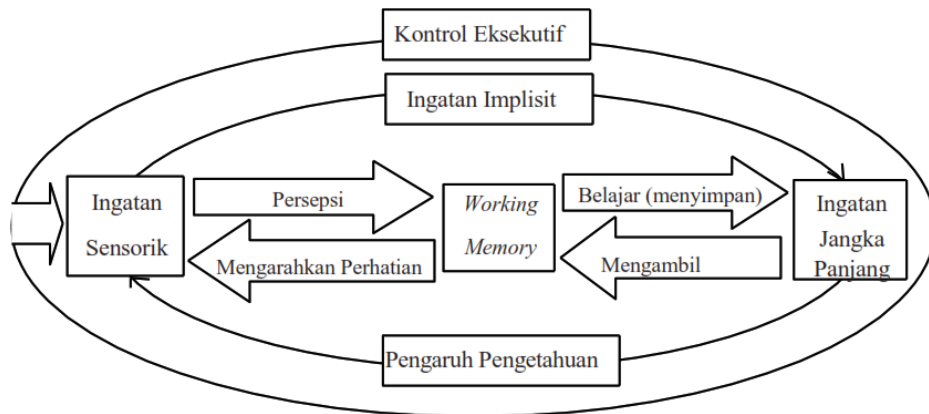 Kontrol Eksekutif
Ingatan Implisit
Ingatan
Sensorik
Persepsi
Mengarahkan Perhatian
Working
Memory
Belajar (menyimpan)
Mengambil
Ingatan
Jangka
Panjang
Pengaruh Pengetahuan